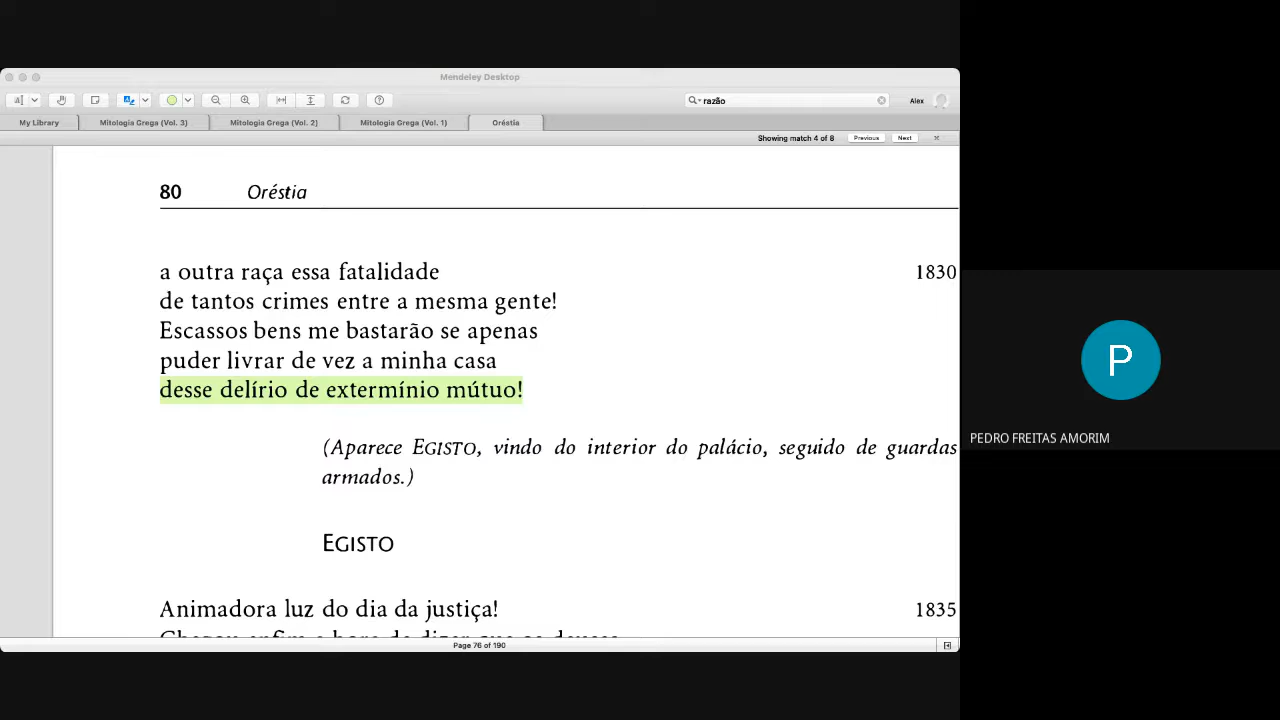 Mendeley Desktop
razão
Alex
My Library
Mitologia Grega (Vol. 3)
Mitologia Grega (Vol. 2)
Mitologia Grega (Vol. 1)
Oréstia
Showing match 4 of 8
Previous
Next
80 Oréstia
a outra raça essa fatalidade 1830
de tantos crimes entre a mesma gente!
Escassos bens me bastarão se apenas
puder livrar de vez a minha casa
desse delírio de extermínio mútuo!
(Aparece EGISTO, vindo do interior do palácio, seguido de guardas
armados.)
EGISTO
Animadora luz do dia da justiça! 1835
Page 76 of 190
P
PEDRO FREITAS AMORIM